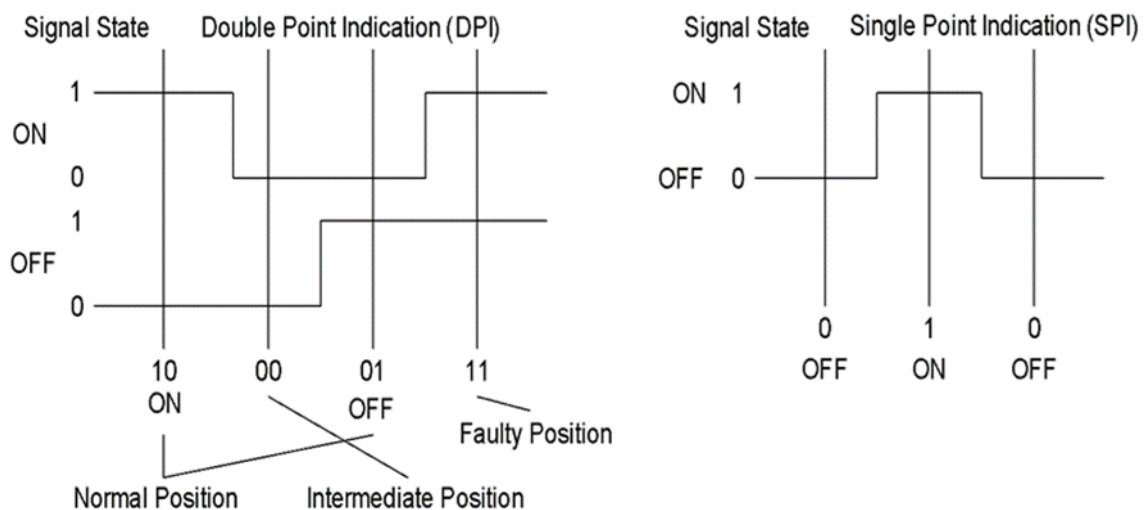 Signal State Double Point Indication (DPI)
1
ON
0
1
OFF
0
10 00 01 11
ON OFF
Faulty Position
Normal Position Intermediate Position
Signal State Single Point Indication (SPI)
ON 1
OFF 0
0 1 0
OFF ON OFF